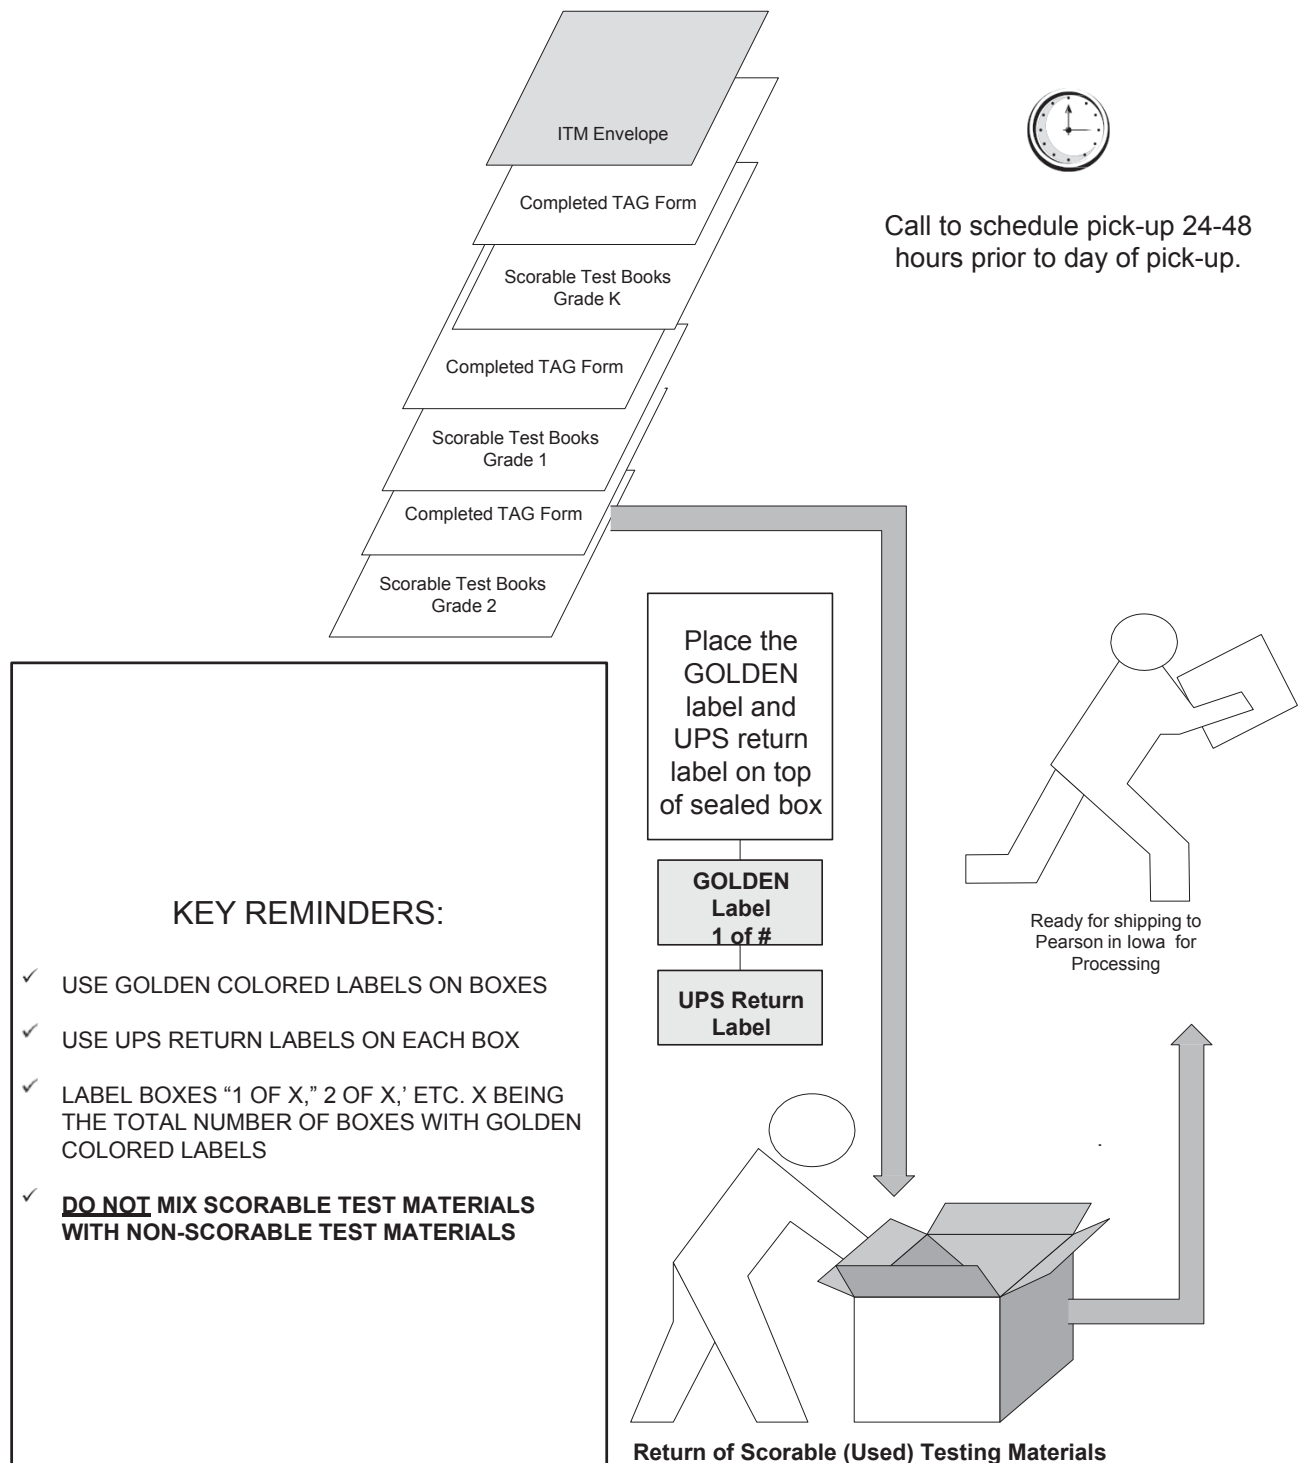 ITM Envelope
Completed TAG Form
Scorable Test Books
Grade K
Completed TAG Form
Scorable Test Books
Grade 1
Completed TAG Form
Scorable Test Books
Grade 2
Call to schedule pick-up 24-48
hours prior to day of pick-up.
Place the
GOLDEN
label and
UPS return
label on top
of sealed box
GOLDEN
Label
1 of #
UPS Return
Label
Ready for shipping to
Pearson in Iowa for
Processing
KEY REMINDERS:
✓ USE GOLDEN COLORED LABELS ON BOXES
✓ USE UPS RETURN LABELS ON EACH BOX
✓ LABEL BOXES “1 OF X,” 2 OF X,’ ETC. X BEING
THE TOTAL NUMBER OF BOXES WITH GOLDEN
COLORED LABELS
✓ DO NOT MIX SCORABLE TEST MATERIALS
WITH NON-SCORABLE TEST MATERIALS
Return of Scorable (Used) Testing Materials